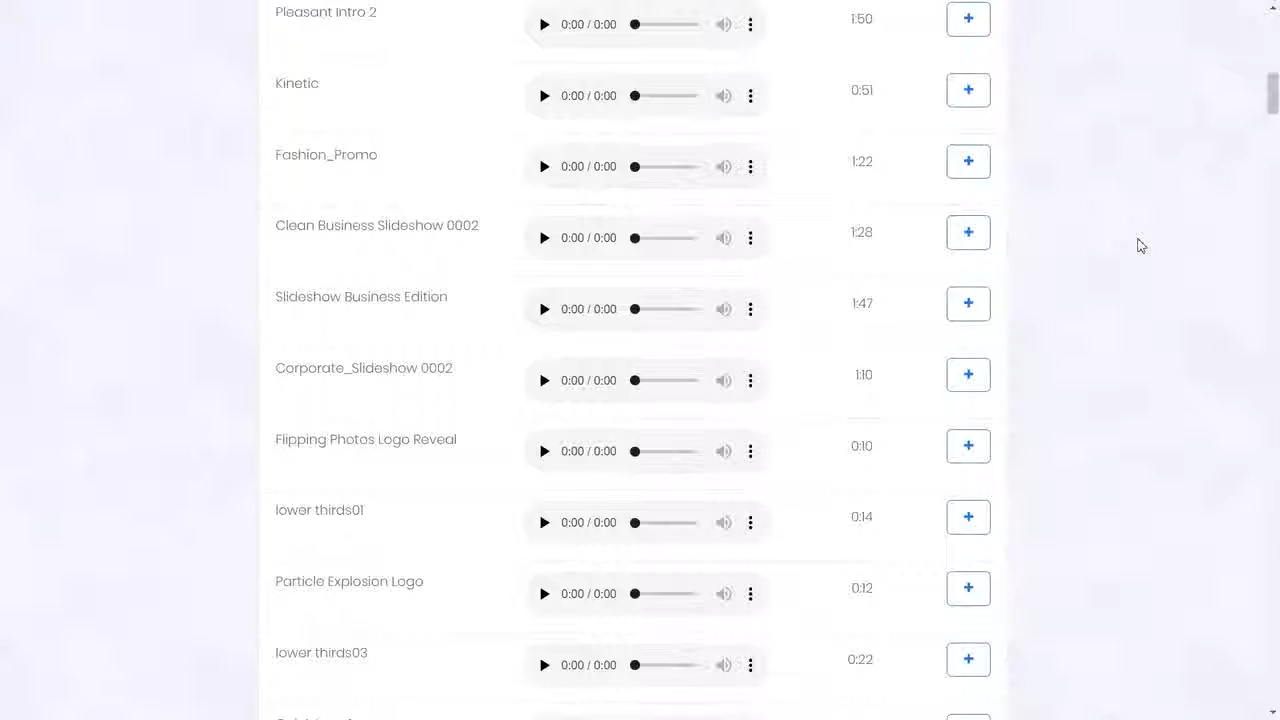 Pleasant Intro 2 0:00 / 0:00 1:50 +
Kinetic 0:00 / 0:00 0:51 +
Fashion_Promo 0:00 / 0:00 1:22 +
Clean Business Slideshow 0002 0:00 / 0:00 1:28 +
Slideshow Business Edition 0:00 / 0:00 1:47 +
Corporate_Slideshow 0002 0:00 / 0:00 1:10 +
Flipping Photos Logo Reveal 0:00 / 0:00 0:10 +
lower thirds01 0:00 / 0:00 0:14 +
Particle Explosion Logo 0:00 / 0:00 0:12 +
lower thirds03 0:00 / 0:00 0:22 +